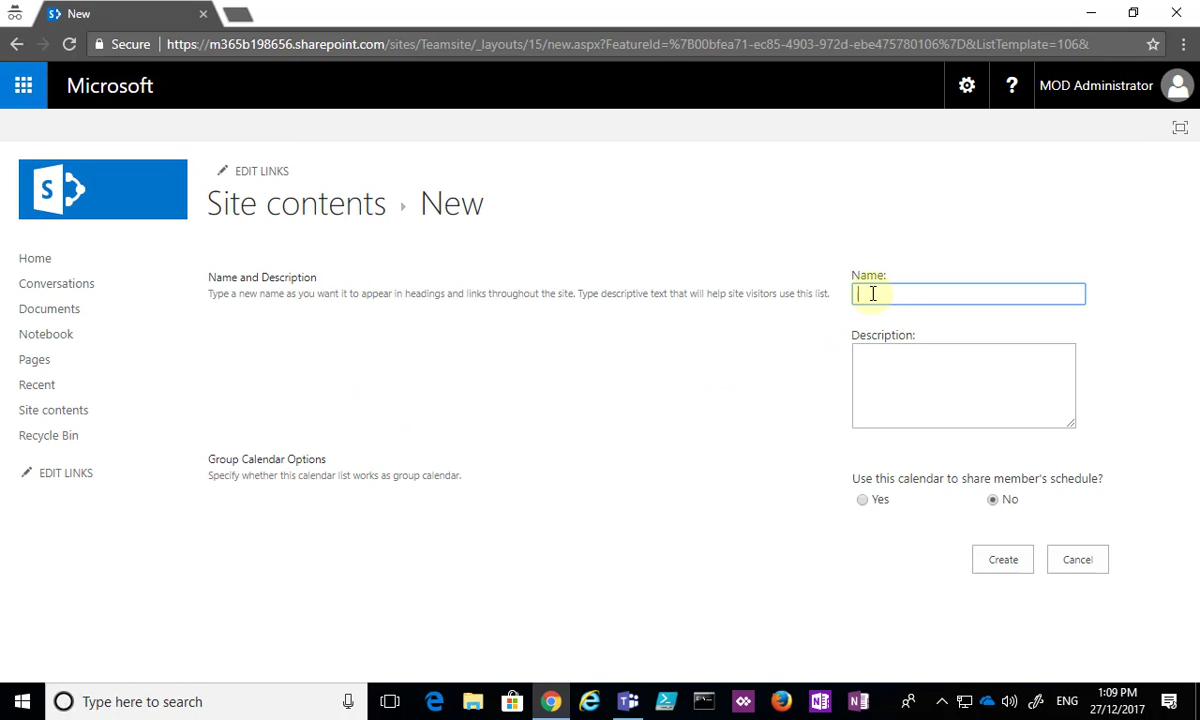 New
Secure
https://m365b198656.sharepoint.com/sites/Teamsite/_layouts/15/new.aspx?FeatureId=%7B00bfea71-ec85-4903-972d-ebe475780106%7D&ListTemplate=106&
Microsoft
?
MOD Administrator
S
EDIT LINKS
Site contents ▸ New
Home
Conversations
Documents
Notebook
Pages
Recent
Site contents
Recycle Bin
EDIT LINKS
Name and Description
Type a new name as you want it to appear in headings and links throughout the site. Type descriptive text that will help site visitors use this list.
Name:
Description:
Group Calendar Options
Specify whether this calendar list works as group calendar.
Use this calendar to share member's schedule?
Yes
No
Create
Cancel
Type here to search
ENG
1:09 PM
27/12/2017